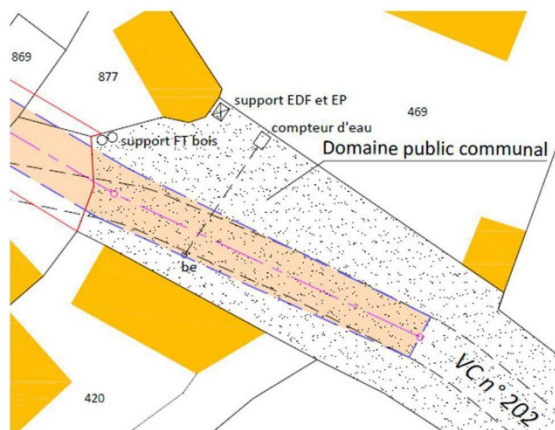 869
877
support EDF et EP
469
compteur d'eau
support FT bois
Domaine public communal
be
VC n° 202
420